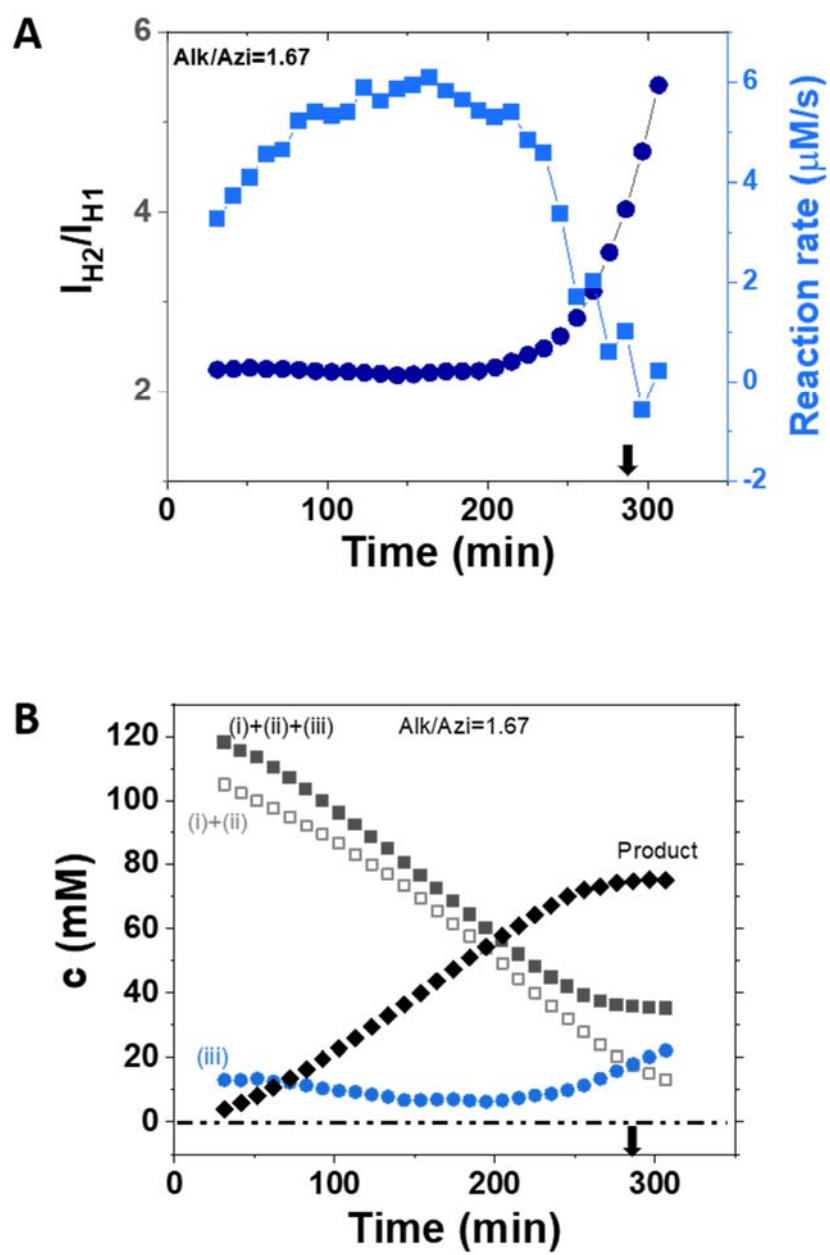 A
Alk/Azi=1.67
6
4
2
I_H2/I_H1
6
4
2
0
-2
Reaction rate (μM/s)
0
100
200
300
Time (min)
B
(i)+(ii)+(iii)
Alk/Azi=1.67
(i)+(ii)
Product
(iii)
120
100
80
60
40
20
0
c (mM)
0
100
200
300
Time (min)